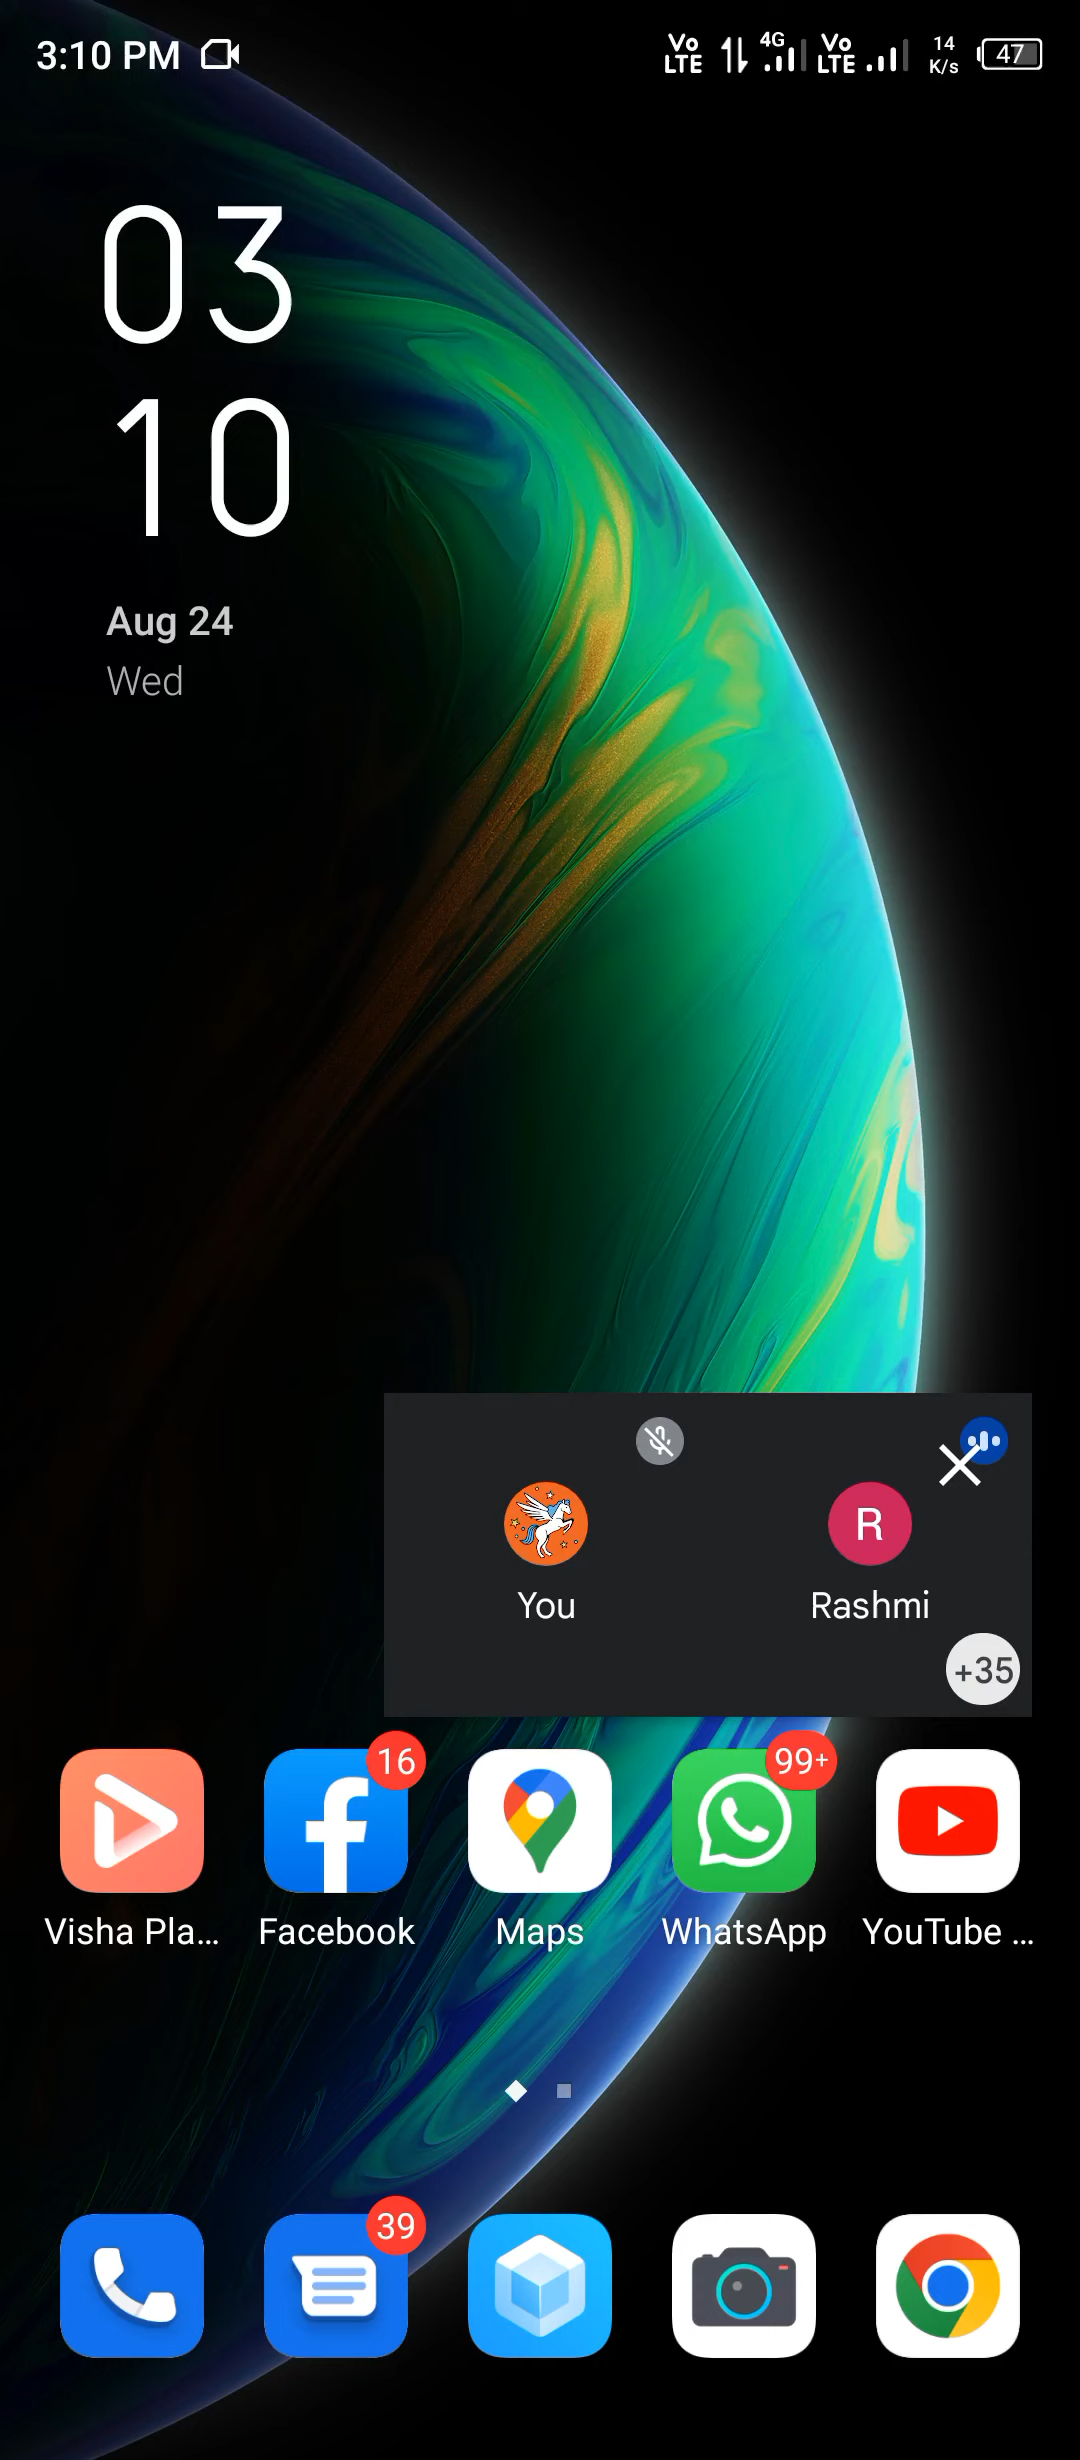 3:10 PM
Vo LTE 4G Vo LTE 14 K/s 47
03
10
Aug 24
Wed
You
R
Rashmi
+35
16
99+
Visha Pla...
Facebook
Maps
WhatsApp
YouTube ...
39